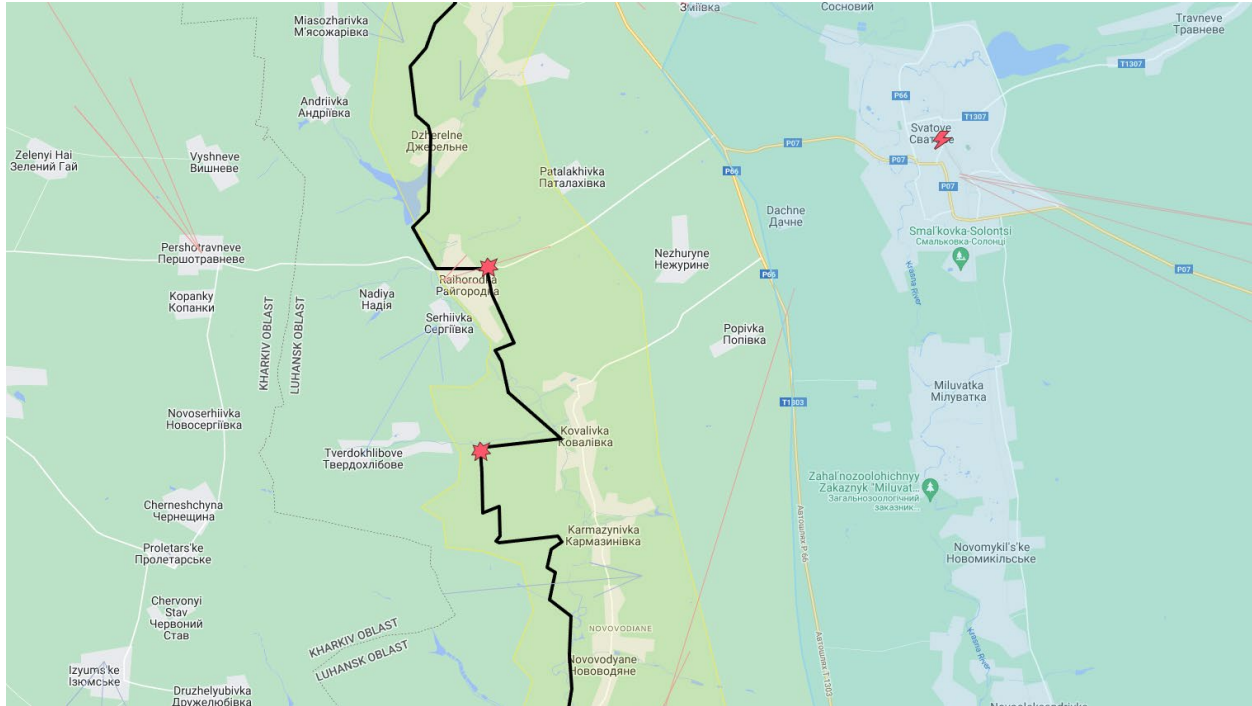 Miasozharivka
М'ясожарівка
Зміївка
Сосновий
Travneve
Травневе
T1307
P66
T1307
Andriivka
Андріївка
Dzherelne
Джерельне
Svatove
P07
P07
P07
Zelenyi Hai
Зелений Гай
Vyshneve
Вишневе
Patalakhivka
Паталахівка
P66
Dachne
Дачне
Smal'kovka-Solontsi
Смальковка-Солонці
Pershotravneve
Першотравневе
Nezhuryne
Нежурине
P66
P07
Krasna River
Raihorodka
Райгородка
Kopanky
Копанки
Nadiya
Надія
Serhiivka
Сергіївка
KHARKIV OBLAST
LUHANSK OBLAST
Popivka
Попівка
Miluvatka
Мілуватка
T1303
Novoserhiivka
Новосергіївка
Kovalivka
Ковалівка
Tverdokhlibove
Твердохлібове
Zahal'nozoolohichnyy
Zakaznyk "Miluvat...
Загальнозоологічний
заказник...
Cherneshchyna
Чернещина
Автошлях Р 66
Karmazynivka
Кармазинівка
Proletars'ke
Пролетарське
Novomykil's'ke
Новомикільське
Chervonyi
Stav
Червоний
Став
KHARKIV OBLAST
LUHANSK OBLAST
NOVOVODIANE
Автошлях Т-1303
Krasna River
Izyums'ke
Ізюмське
Novovodyane
Нововодяне
Druzhelyubivka
Дружелюбівка